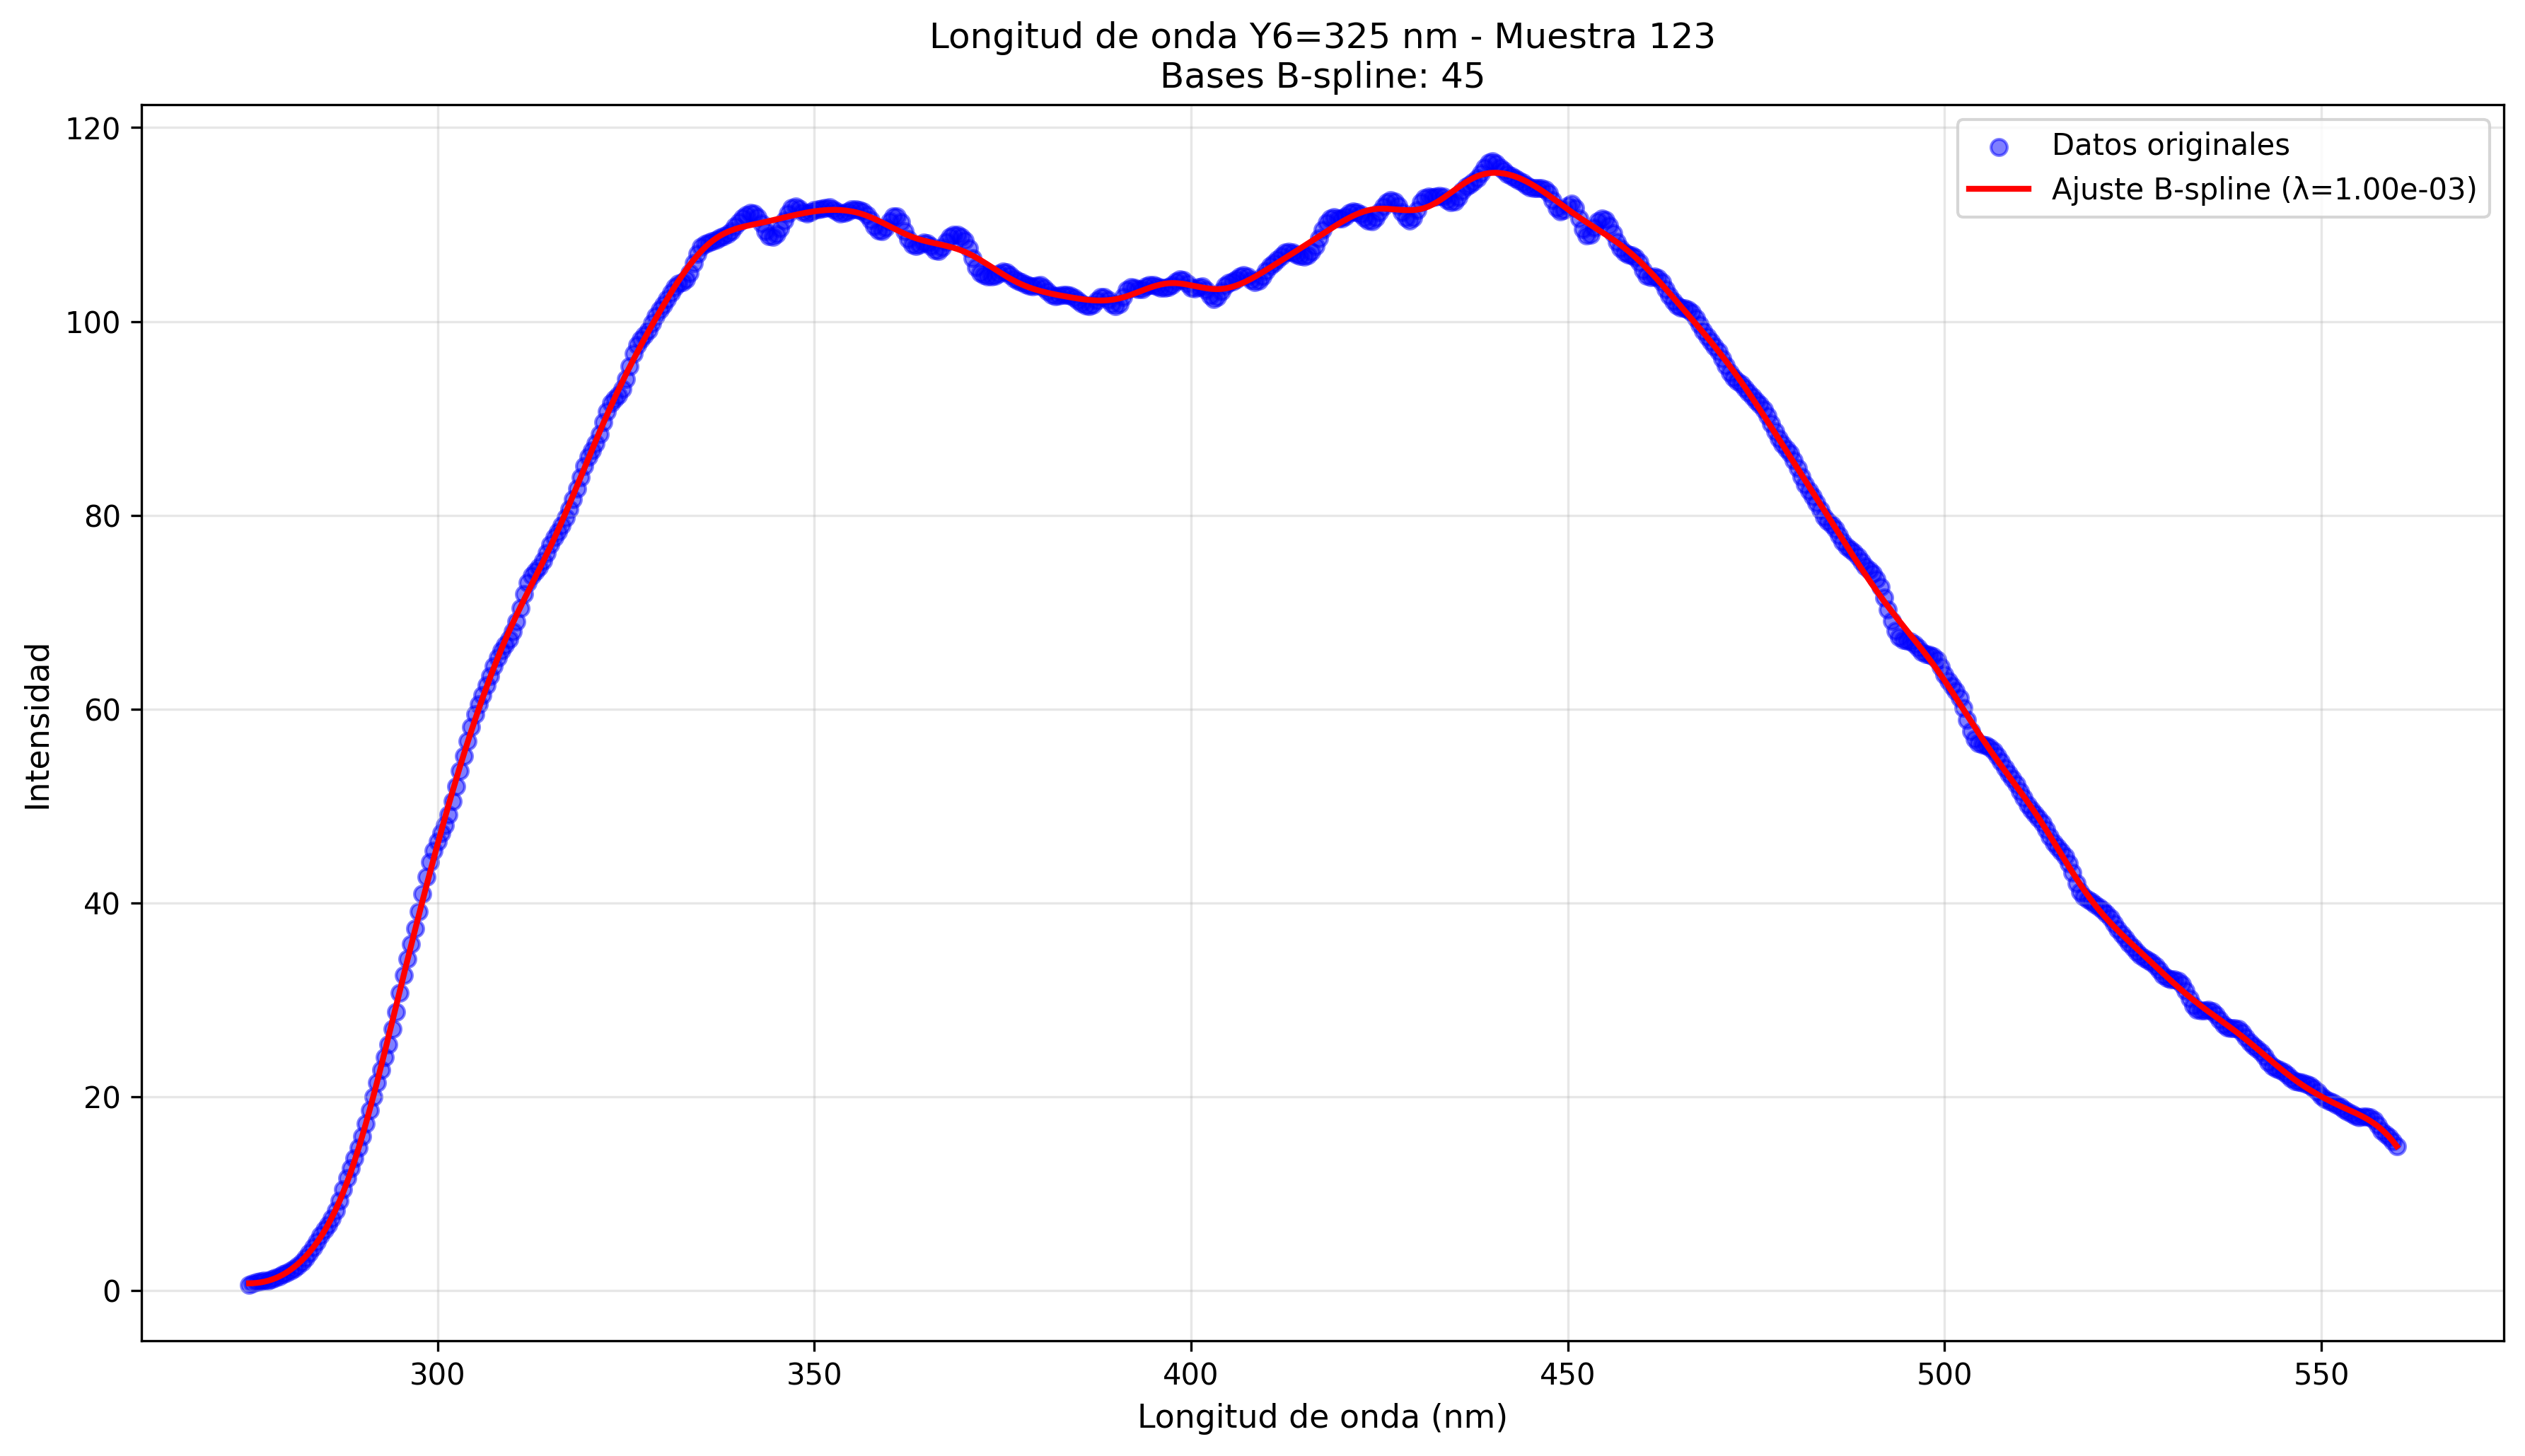 Longitud de onda Y6=325 nm - Muestra 123
Bases B-spline: 45
120
100
80
60
40
20
0
Intensidad
Datos originales
Ajuste B-spline (λ=1.00e-03)
300
350
400
450
500
550
Longitud de onda (nm)